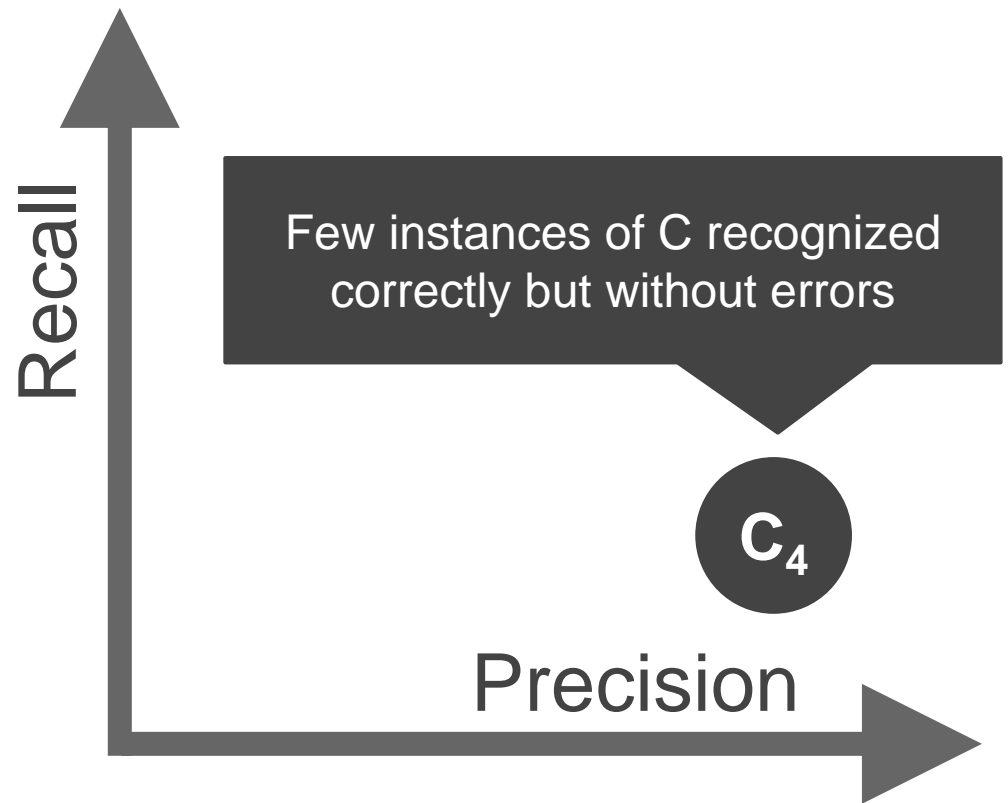 Recall
Few instances of C recognized
correctly but without errors
C₄
Precision